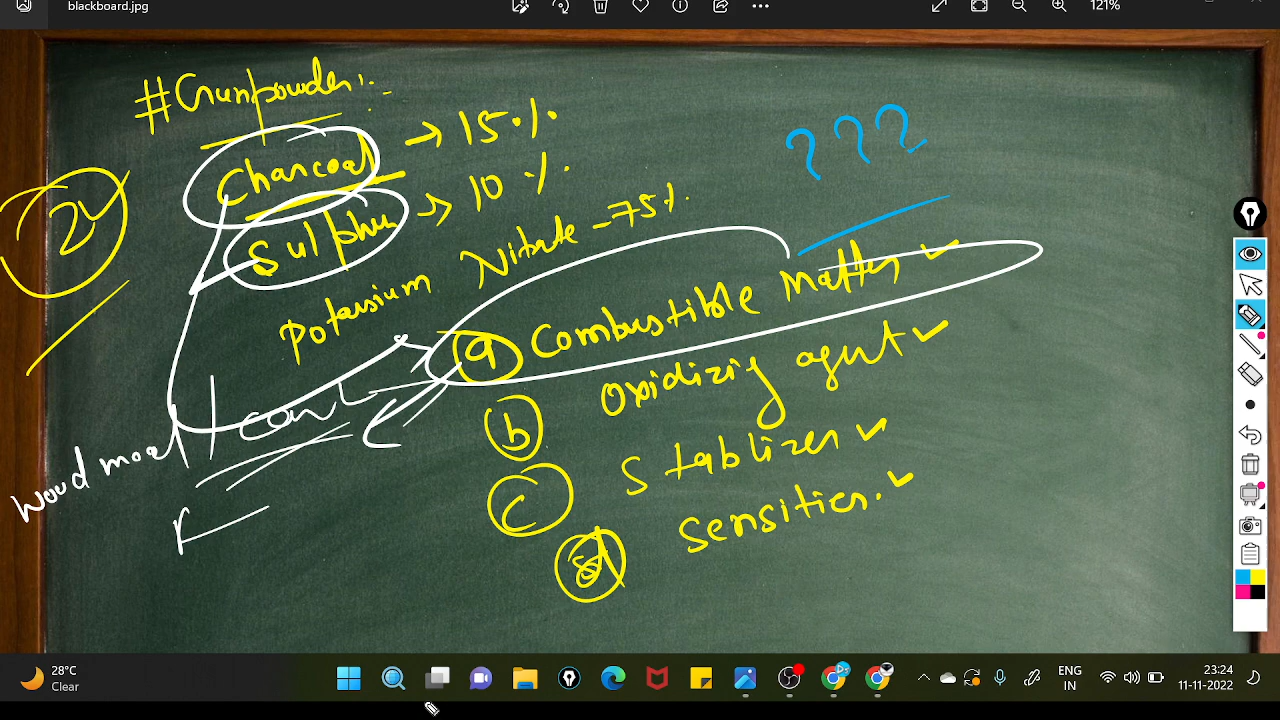 blackboard.jpg
121%
#Gunpowder:-
Charcoal → 15%
Sulphur → 10 %
Potassium Nitrate - 75%
2
???
a Combustible Matter
b Oxidizing agent
c Stablizer
d Sensitier.
Wood meal
28°C
Clear
ENG
IN
23:24
11-11-2022